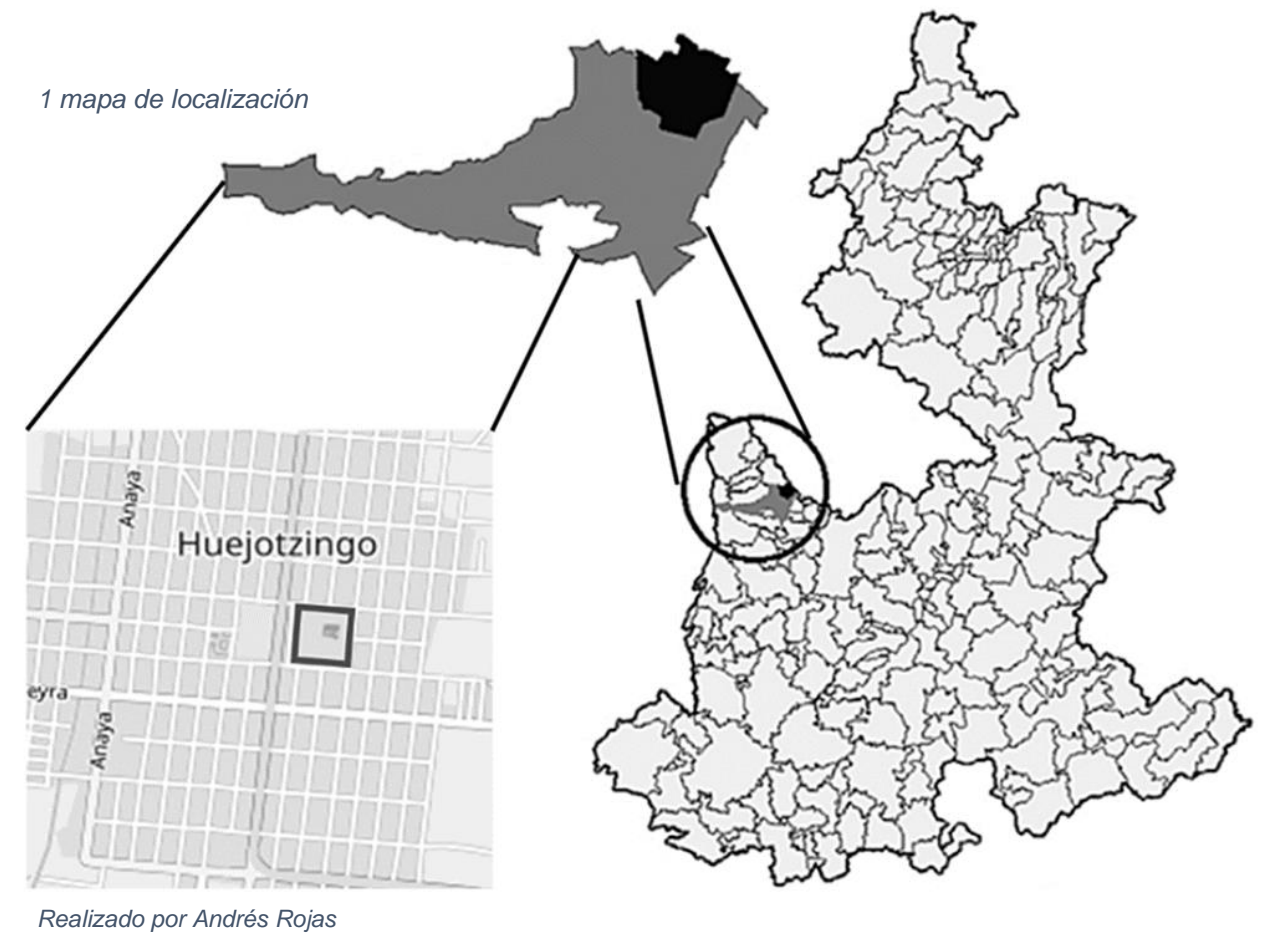 1 mapa de localización
Anaya
Huejotzingo
eyra
Anaya
Realizado por Andrés Rojas